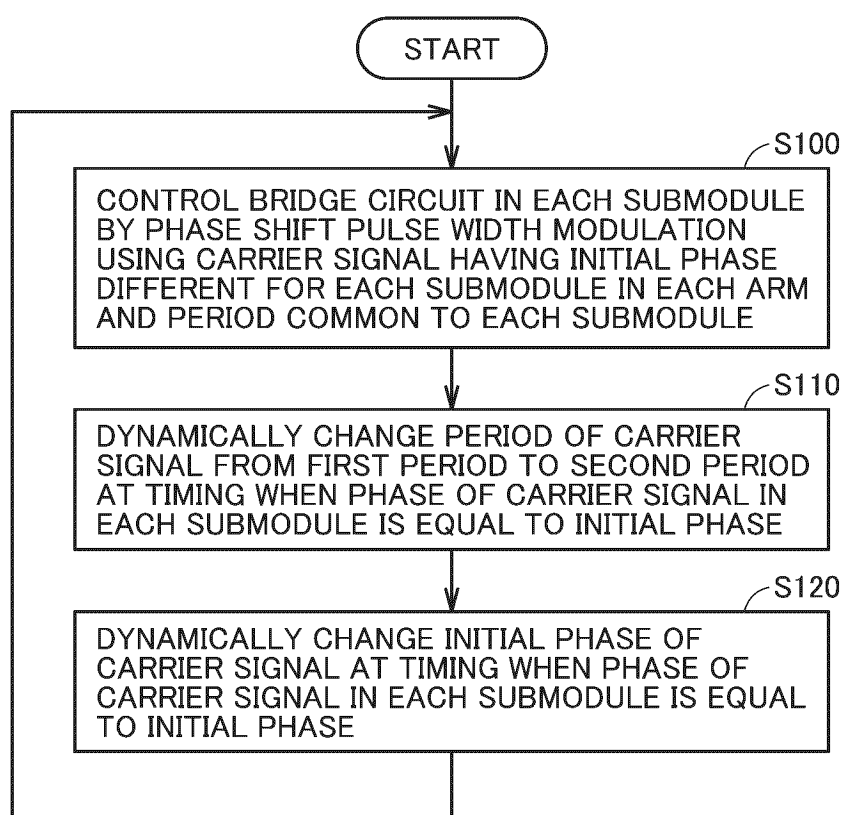 START
S100
CONTROL BRIDGE CIRCUIT IN EACH SUBMODULE
BY PHASE SHIFT PULSE WIDTH MODULATION
USING CARRIER SIGNAL HAVING INITIAL PHASE
DIFFERENT FOR EACH SUBMODULE IN EACH ARM
AND PERIOD COMMON TO EACH SUBMODULE
S110
DYNAMICALLY CHANGE PERIOD OF CARRIER
SIGNAL FROM FIRST PERIOD TO SECOND PERIOD
AT TIMING WHEN PHASE OF CARRIER SIGNAL IN
EACH SUBMODULE IS EQUAL TO INITIAL PHASE
S120
DYNAMICALLY CHANGE INITIAL PHASE OF
CARRIER SIGNAL AT TIMING WHEN PHASE OF
CARRIER SIGNAL IN EACH SUBMODULE IS EQUAL
TO INITIAL PHASE